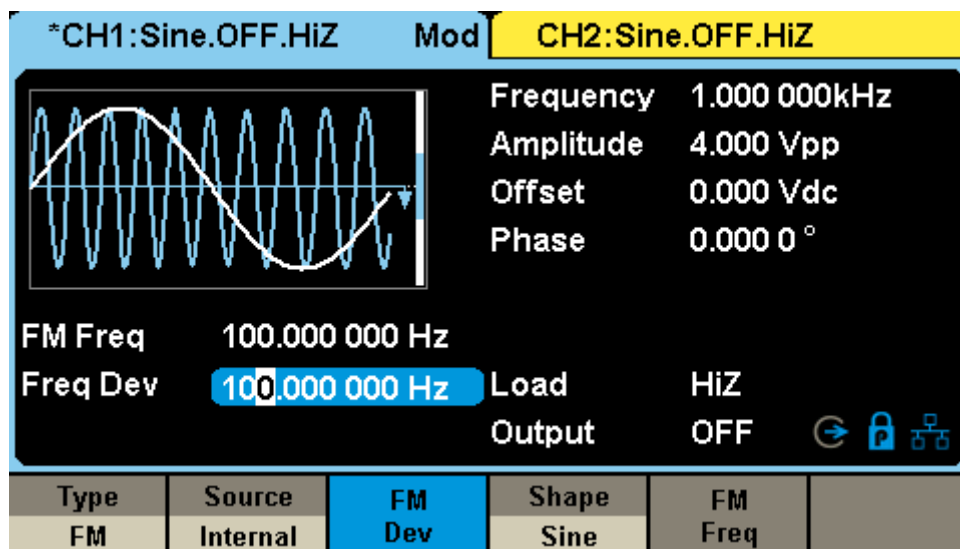 *CH1:Sine.OFF.HiZ Mod CH2:Sine.OFF.HiZ
Frequency 1.000 000kHz
Amplitude 4.000 Vpp
Offset 0.000 Vdc
Phase 0.000 0 °
FM Freq 100.000 000 Hz
Freq Dev 100.000 000 Hz Load HiZ
Output OFF
Type Source FM Shape FM
FM Internal Dev Sine Freq